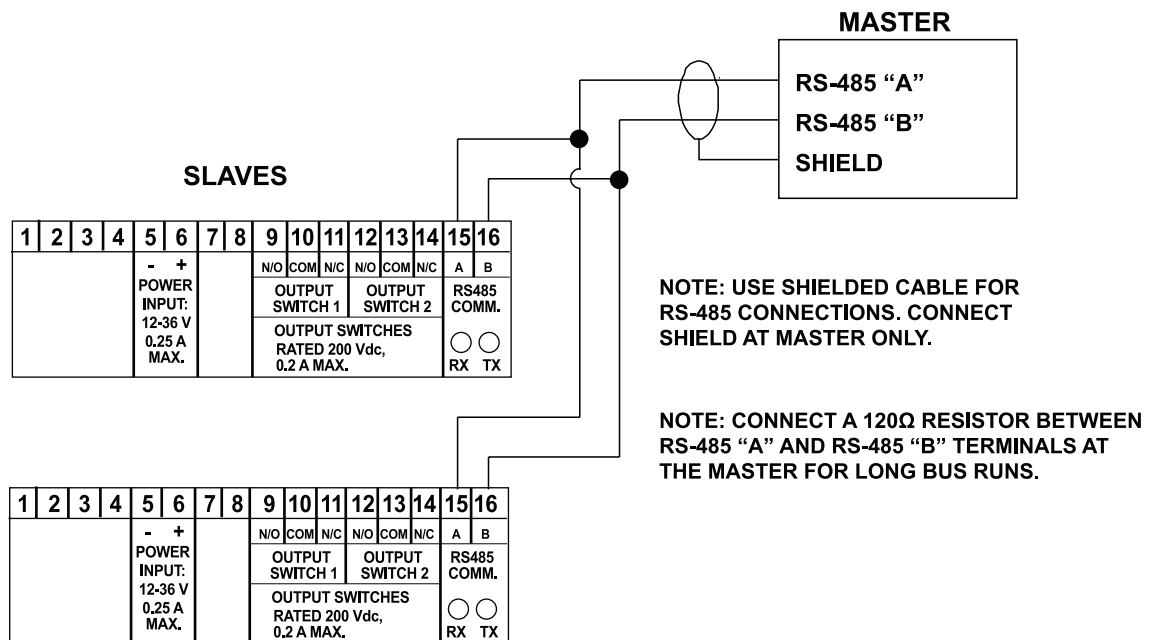 MASTER
RS-485 “A”
RS-485 “B”
SHIELD
SLAVES
1 2 3 4 5 6 7 8 9 10 11 12 13 14 15 16
- + N/O COM N/C N/O COM N/C A B
POWER
INPUT:
12-36 V
0.25 A
MAX.
OUTPUT
SWITCH 1
OUTPUT
SWITCH 2
RS485
COMM.
OUTPUT SWITCHES
RATED 200 Vdc,
0.2 A MAX.
RX TX
NOTE: USE SHIELDED CABLE FOR
RS-485 CONNECTIONS. CONNECT
SHIELD AT MASTER ONLY.
NOTE: CONNECT A 120Ω RESISTOR BETWEEN
RS-485 “A” AND RS-485 “B” TERMINALS AT
THE MASTER FOR LONG BUS RUNS.
1 2 3 4 5 6 7 8 9 10 11 12 13 14 15 16
- + N/O COM N/C N/O COM N/C A B
POWER
INPUT:
12-36 V
0.25 A
MAX.
OUTPUT
SWITCH 1
OUTPUT
SWITCH 2
RS485
COMM.
OUTPUT SWITCHES
RATED 200 Vdc,
0.2 A MAX.
RX TX